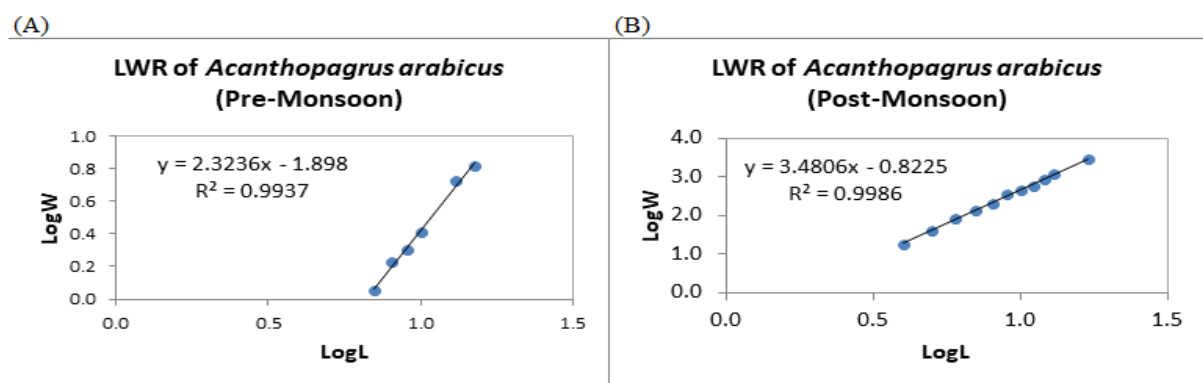 (A)
LWR of Acanthopagrus arabicus
(Pre-Monsoon)
1.0
0.8
0.6
0.4
0.2
0.0
LogW
y = 2.3236x - 1.898
R² = 0.9937
0.0 0.5 1.0 1.5
LogL
(B)
LWR of Acanthopagrus arabicus
(Post-Monsoon)
4.0
3.0
2.0
1.0
0.0
LogW
y = 3.4806x - 0.8225
R² = 0.9986
0.0 0.5 1.0 1.5
LogL